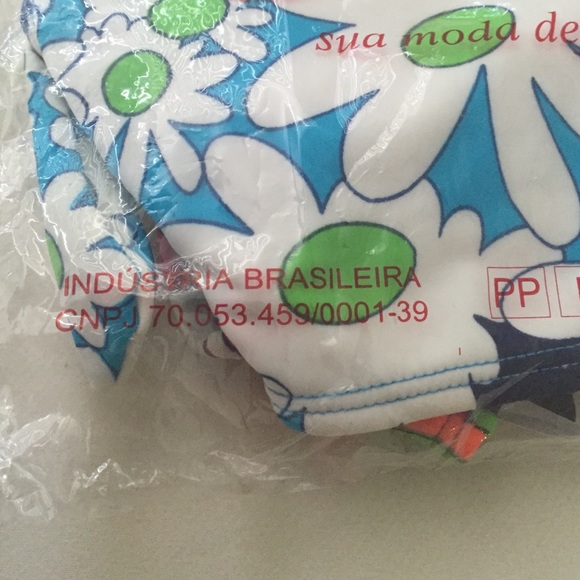 sua moda de
INDÚSTRIA BRASILEIRA
CNPJ 70.053.459/0001-39
PP